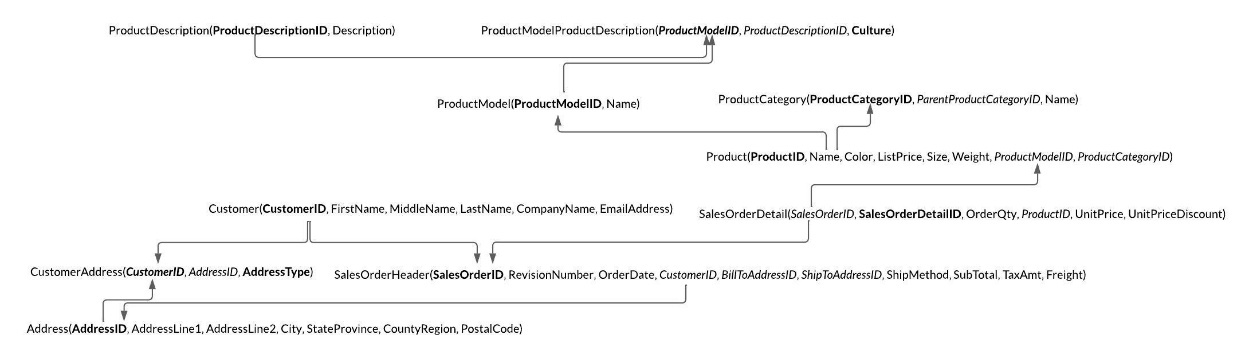 ProductDescription(ProductDescriptionID, Description)
ProductModelProductDescription(ProductModelID, ProductDescriptionID, Culture)
ProductModel(ProductModelID, Name)
ProductCategory(ProductCategoryID, ParentProductCategoryID, Name)
Product(ProductID, Name, Color, ListPrice, Size, Weight, ProductModelID, ProductCategoryID)
Customer(CustomerID, FirstName, MiddleName, LastName, CompanyName, EmailAddress)
SalesOrderDetail(SalesOrderID, SalesOrderDetailID, OrderQty, ProductID, UnitPrice, UnitPriceDiscount)
CustomerAddress(CustomerID, AddressID, AddressType)
SalesOrderHeader(SalesOrderID, RevisionNumber, OrderDate, CustomerID, BillToAddressID, ShipToAddressID, ShipMethod, SubTotal, TaxAmt, Freight)
Address(AddressID, AddressLine1, AddressLine2, City, StateProvince, CountyRegion, PostalCode)